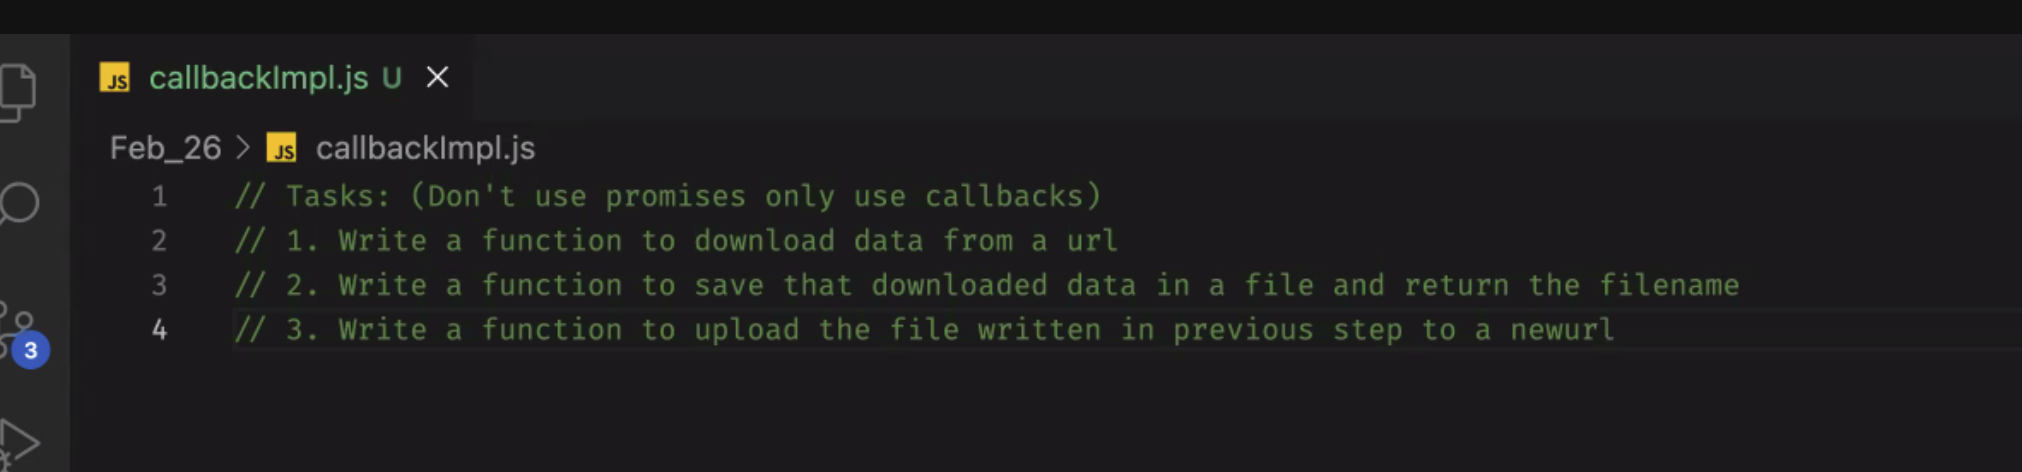 JS callbackImpl.js U
Feb_26 > JS callbackImpl.js
1 // Tasks: (Don't use promises only use callbacks)
2 // 1. Write a function to download data from a url
3 // 2. Write a function to save that downloaded data in a file and return the filename
4 // 3. Write a function to upload the file written in previous step to a newurl
3